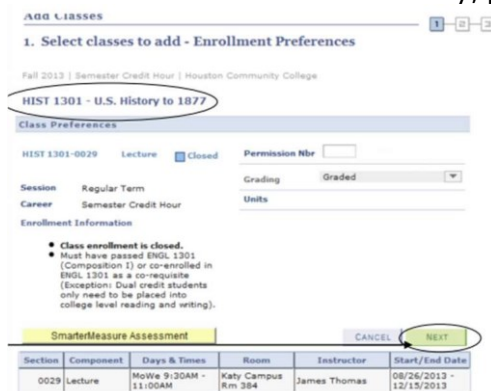 Add Classes
1 2 3
1. Select classes to add - Enrollment Preferences
Fall 2013 | Semester Credit Hour | Houston Community College
HIST 1301 - U.S. History to 1877
Class Preferences
HIST 1301-0029 Lecture Closed Permission Nbr
Grading Graded
Session Regular Term
Career Semester Credit Hour Units
Enrollment Information
• Class enrollment is closed.
• Must have passed ENGL 1301
(Composition I) or co-enrolled in
ENGL 1301 as a co-requisite
(Exception: Dual credit students
only need to be placed into
college level reading and writing).
SmarterMeasure Assessment CANCEL NEXT
Section Component Days & Times Room Instructor Start/End Date
0029 Lecture MoWe 9:30AM - 11:00AM Katy Campus Rm 384 James Thomas 08/26/2013 - 12/15/2013